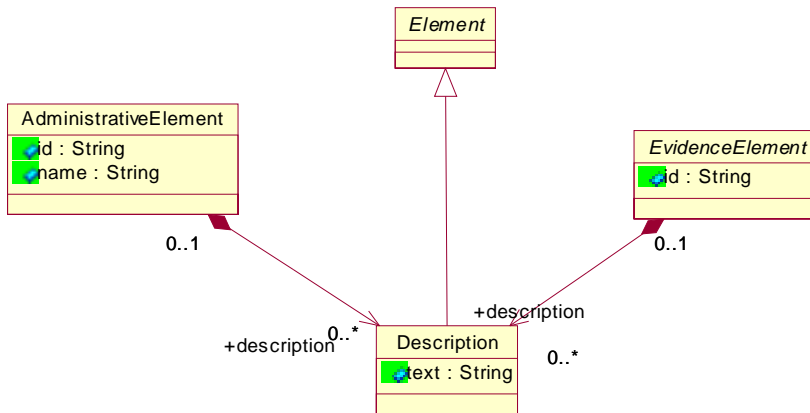 Element
AdministrativeElement
id : String
name : String
EvidenceElement
id : String
0..1
0..1
+description
0..*
+description
Description
text : String
0..*